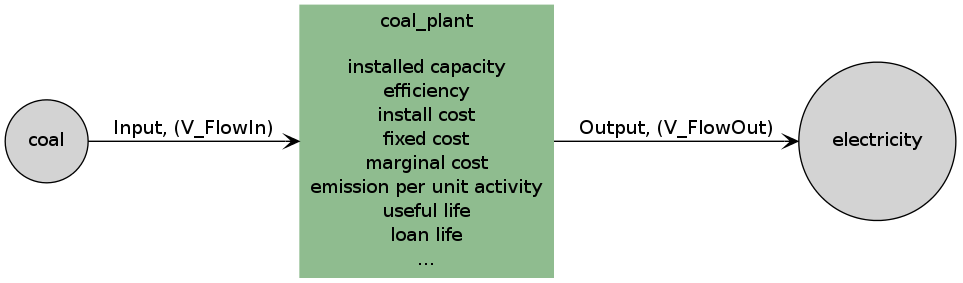 coal
Input, (V_FlowIn)
coal_plant
installed capacity
efficiency
install cost
fixed cost
marginal cost
emission per unit activity
useful life
loan life
...
Output, (V_FlowOut)
electricity